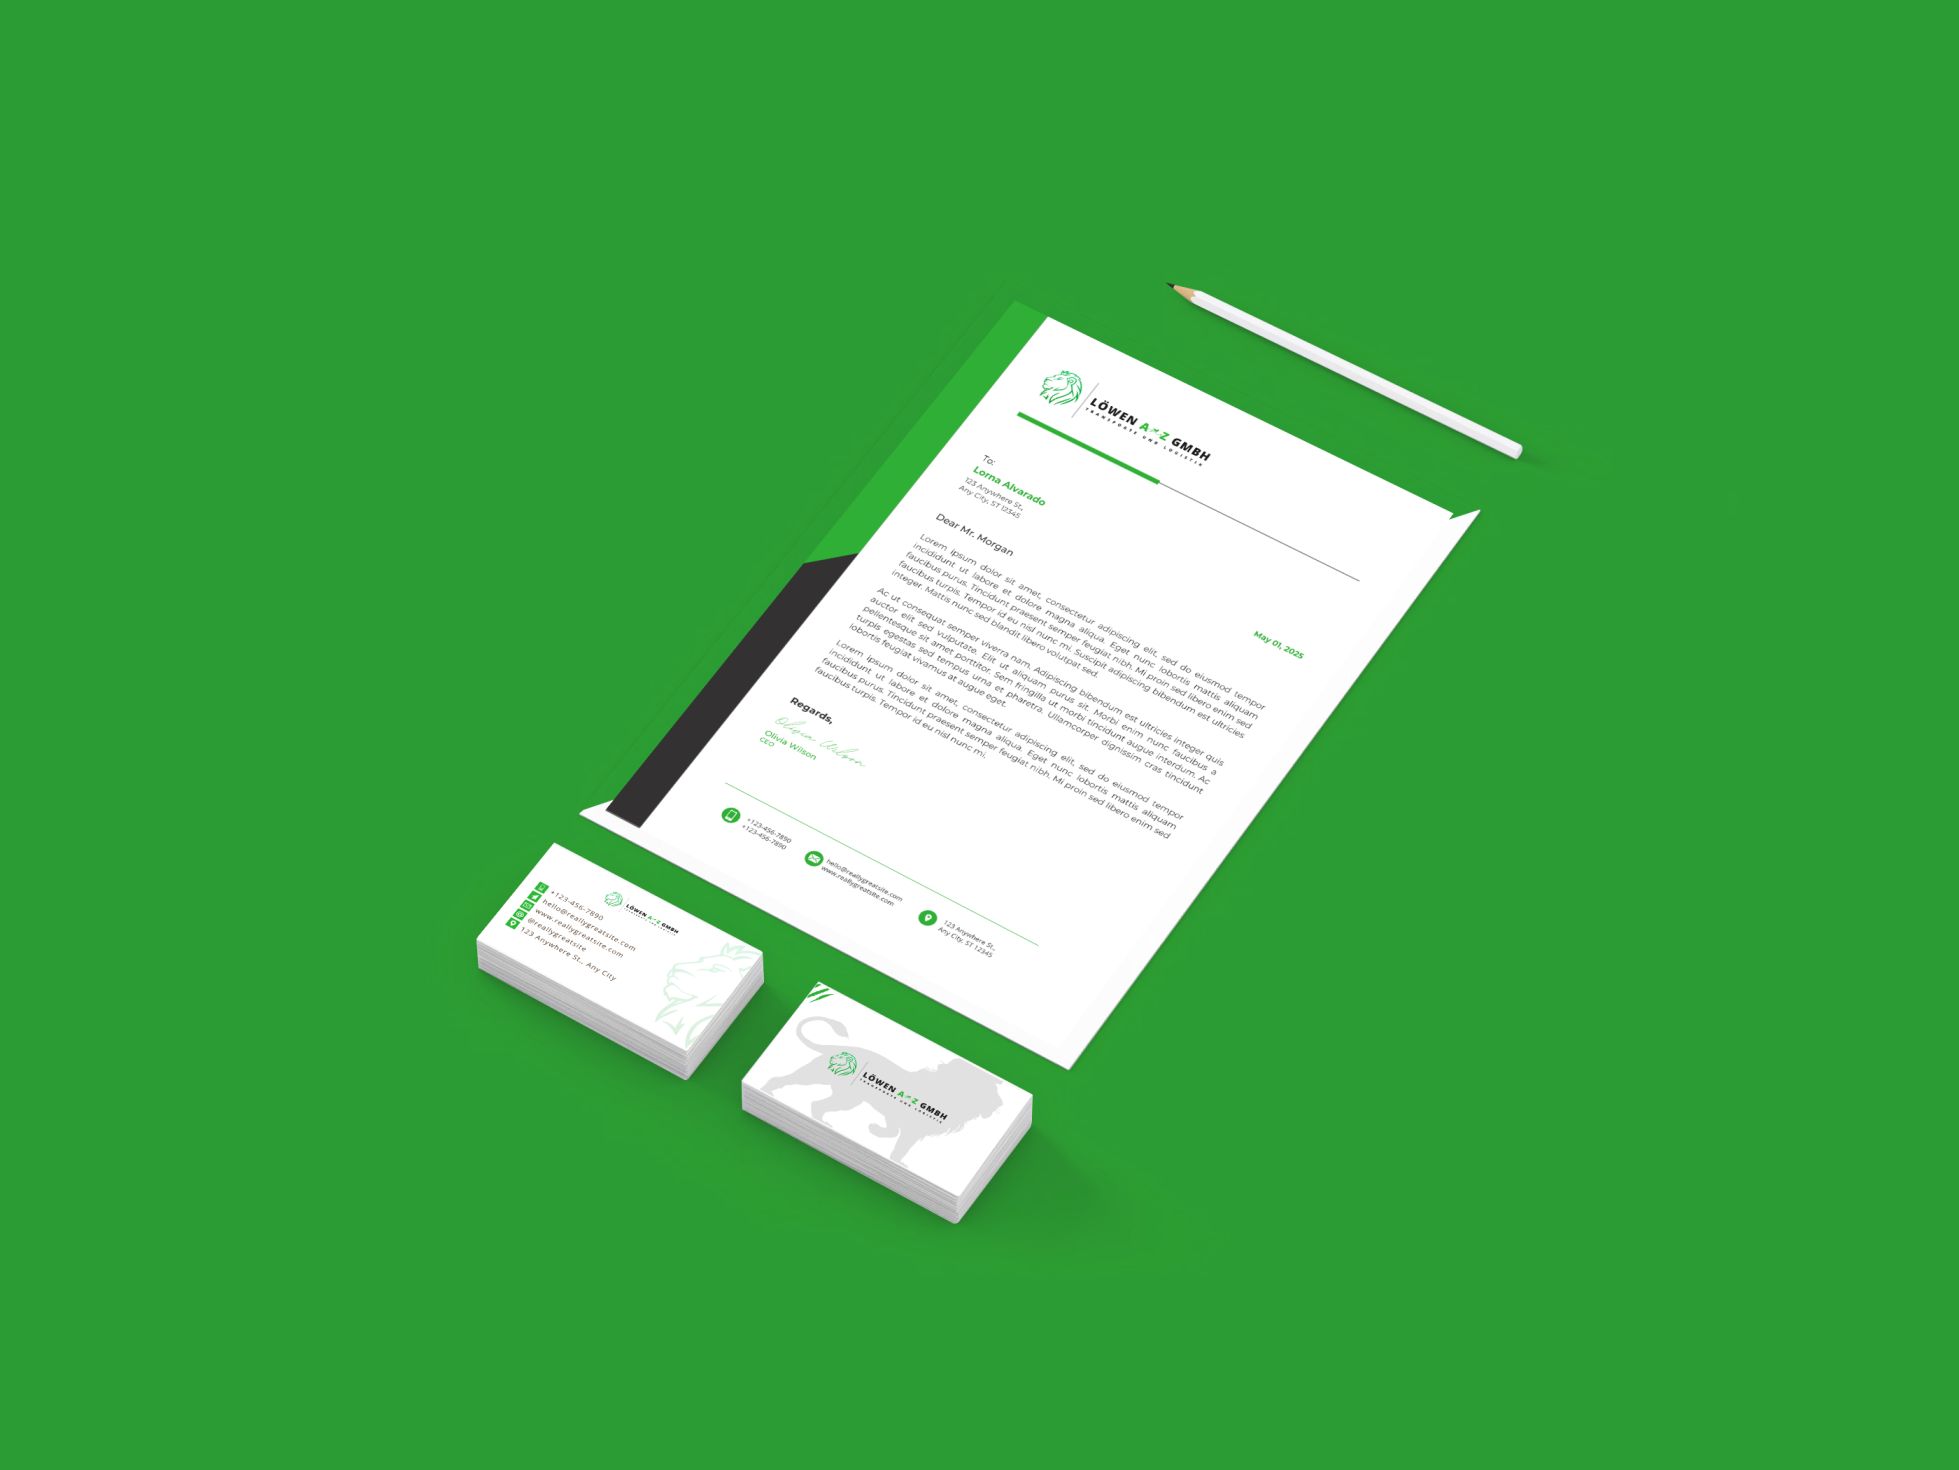 LÖWEN A Z GMBH
TRANSPORTE UND LOGISTIK
To:
Lorna Alvarado
123 Anywhere St.,
Any City, ST 12345
May 01, 2025
Dear Mr. Morgan
Lorem ipsum dolor sit amet, consectetur adipiscing elit, sed do eiusmod tempor
incididunt ut labore et dolore magna aliqua. Eget nunc lobortis mattis aliquam
faucibus purus. Tincidunt praesent semper feugiat nibh. Mi proin sed libero enim sed
faucibus turpis. Tempor id eu nisl nunc mi. Suscipit adipiscing bibendum est ultricies
integer. Mattis nunc sed blandit libero volutpat sed.
Ac ut consequat semper viverra nam. Adipiscing bibendum est ultricies integer quis
auctor elit sed vulputate. Elit ut aliquam purus sit. Morbi enim nunc faucibus a
pellentesque sit amet porttitor. Sem fringilla ut morbi tincidunt augue interdum. Ac
turpis egestas sed tempus urna et pharetra. Ullamcorper dignissim cras tincidunt
lobortis feugiat vivamus at augue eget.
Lorem ipsum dolor sit amet, consectetur adipiscing elit, sed do eiusmod tempor
incididunt ut labore et dolore magna aliqua. Eget nunc lobortis mattis aliquam
faucibus purus. Tincidunt praesent semper feugiat nibh. Mi proin sed libero enim sed
faucibus turpis. Tempor id eu nisl nunc mi.
Regards,
Olivia Wilson
Olivia Wilson
CEO
+123-456-7890
+123-456-7890
hello@reallygreatsite.com
www.reallygreatsite.com
123 Anywhere St.,
Any City, ST 12345
+123-456-7890
hello@reallygreatsite.com
www.reallygreatsite.com
@reallygreatsite
123 Anywhere St., Any City
LÖWEN A Z GMBH
TRANSPORTE UND LOGISTIK
LÖWEN A Z GMBH
TRANSPORTE UND LOGISTIK